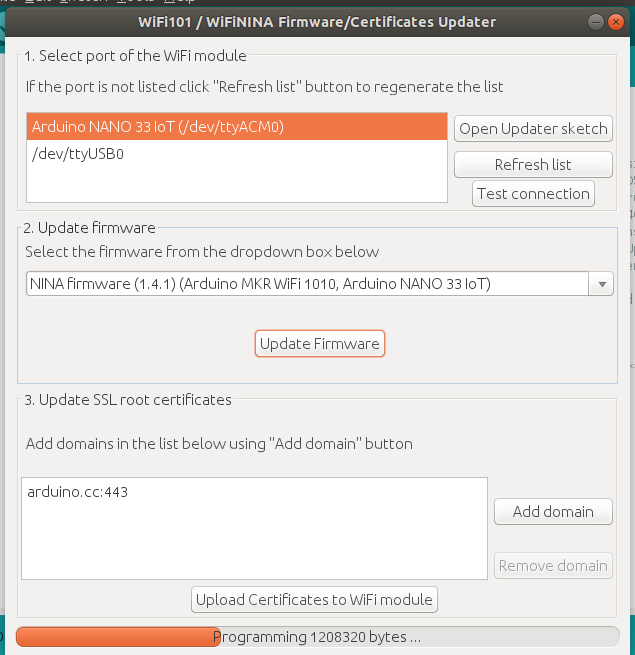 WiFi101 / WiFiNINA Firmware/Certificates Updater
1. Select port of the WiFi module
If the port is not listed click "Refresh list" button to regenerate the list
Arduino NANO 33 IoT (/dev/ttyACM0)
Open Updater sketch
/dev/ttyUSB0
Refresh list
Test connection
2. Update firmware
Select the firmware from the dropdown box below
NINA firmware (1.4.1) (Arduino MKR WiFi 1010, Arduino NANO 33 IoT)
Update Firmware
3. Update SSL root certificates
Add domains in the list below using "Add domain" button
arduino.cc:443
Add domain
Remove domain
Upload Certificates to WiFi module
Programming 1208320 bytes ...